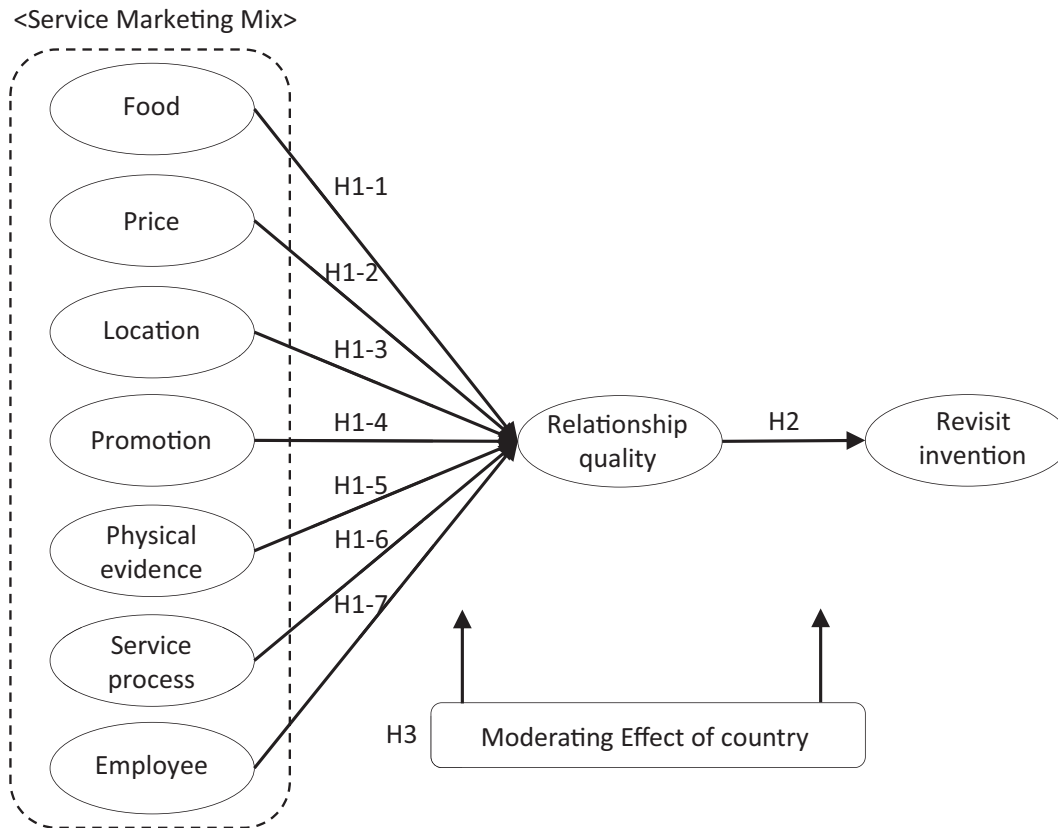 <Service Marketing Mix>
Food
H1-1
Price
H1-2
Location
H1-3
Promotion
H1-4
Relationship
quality
H2
Revisit
invention
Physical
evidence
H1-5
H1-6
Service
process
H1-7
H3
Moderating Effect of country
Employee